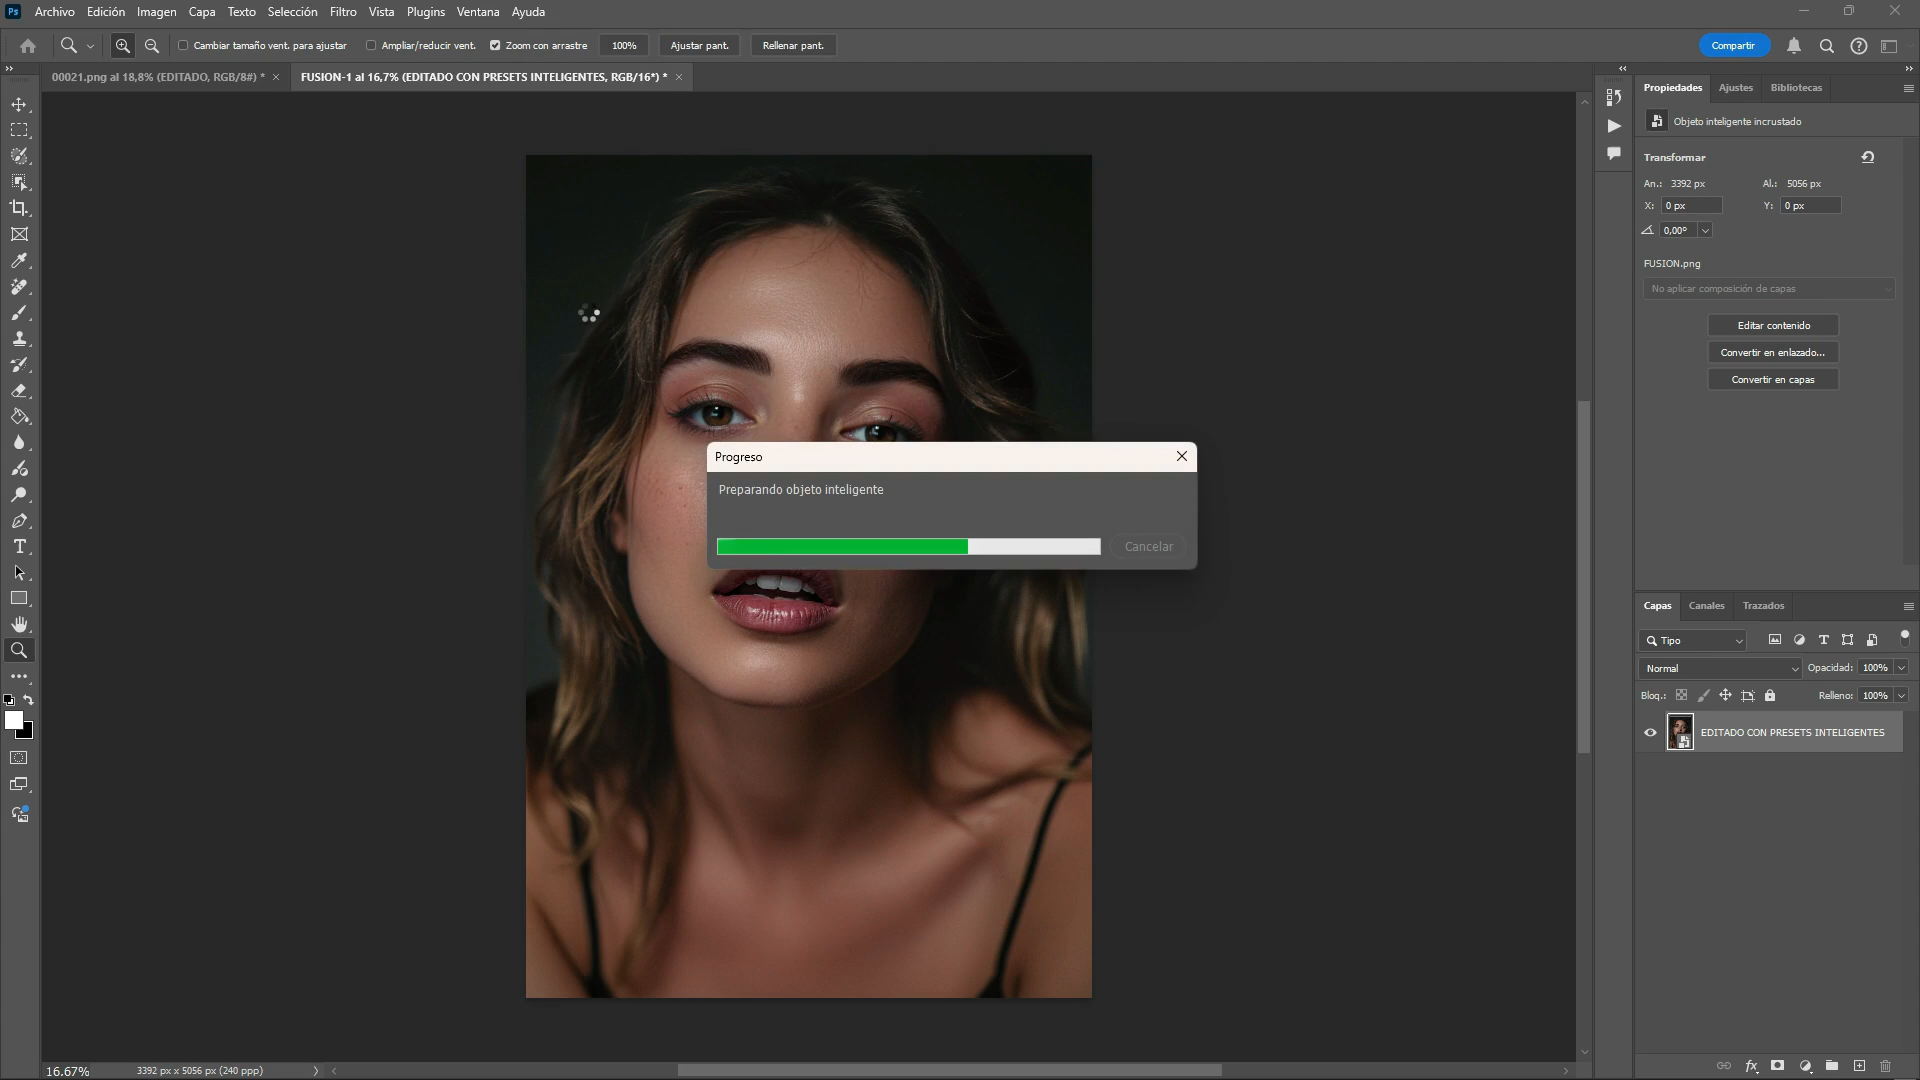 Ps Archivo Edición Imagen Capa Texto Selección Filtro Vista Plugins Ventana Ayuda
Cambiar tamaño vent. para ajustar Ampliar/reducir vent. Zoom con arrastre 100% Ajustar pant. Rellenar pant. Compartir
00021.png al 18,8% (EDITADO, RGB/8#) * FUSION-1 al 16,7% (EDITADO CON PRESETS INTELIGENTES, RGB/16*) *
Propiedades Ajustes Bibliotecas
Objeto inteligente incrustado
Transformar
An.: 3392 px Al.: 5056 px
X: 0 px Y: 0 px
0,00°
FUSION.png
No aplicar composición de capas
Editar contenido
Convertir en enlazado...
Convertir en capas
Progreso
Preparando objeto inteligente
Cancelar
Capas Canales Trazados
Tipo
Normal Opacidad: 100%
Bloq.: Relleno: 100%
EDITADO CON PRESETS INTELIGENTES
16.67% 3392 px x 5056 px (240 ppp)